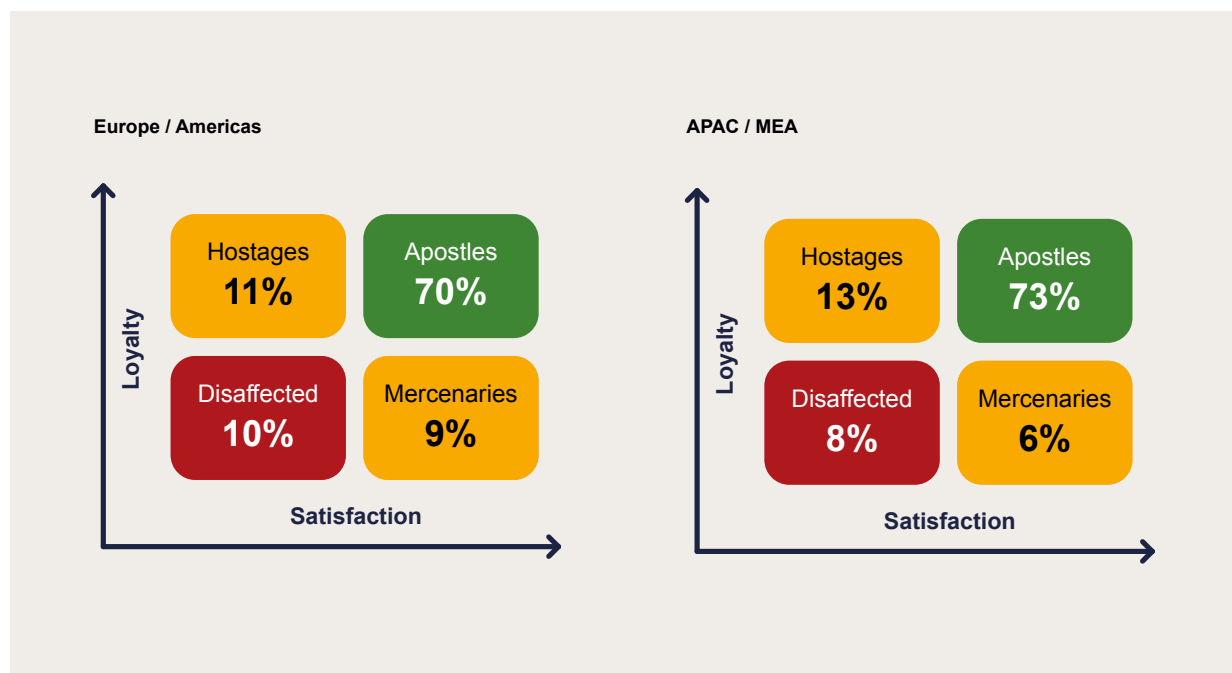 Europe / Americas
Loyalty
Hostages
11%
Apostles
70%
Disaffected
10%
Mercenaries
9%
Satisfaction
APAC / MEA
Loyalty
Hostages
13%
Apostles
73%
Disaffected
8%
Mercenaries
6%
Satisfaction